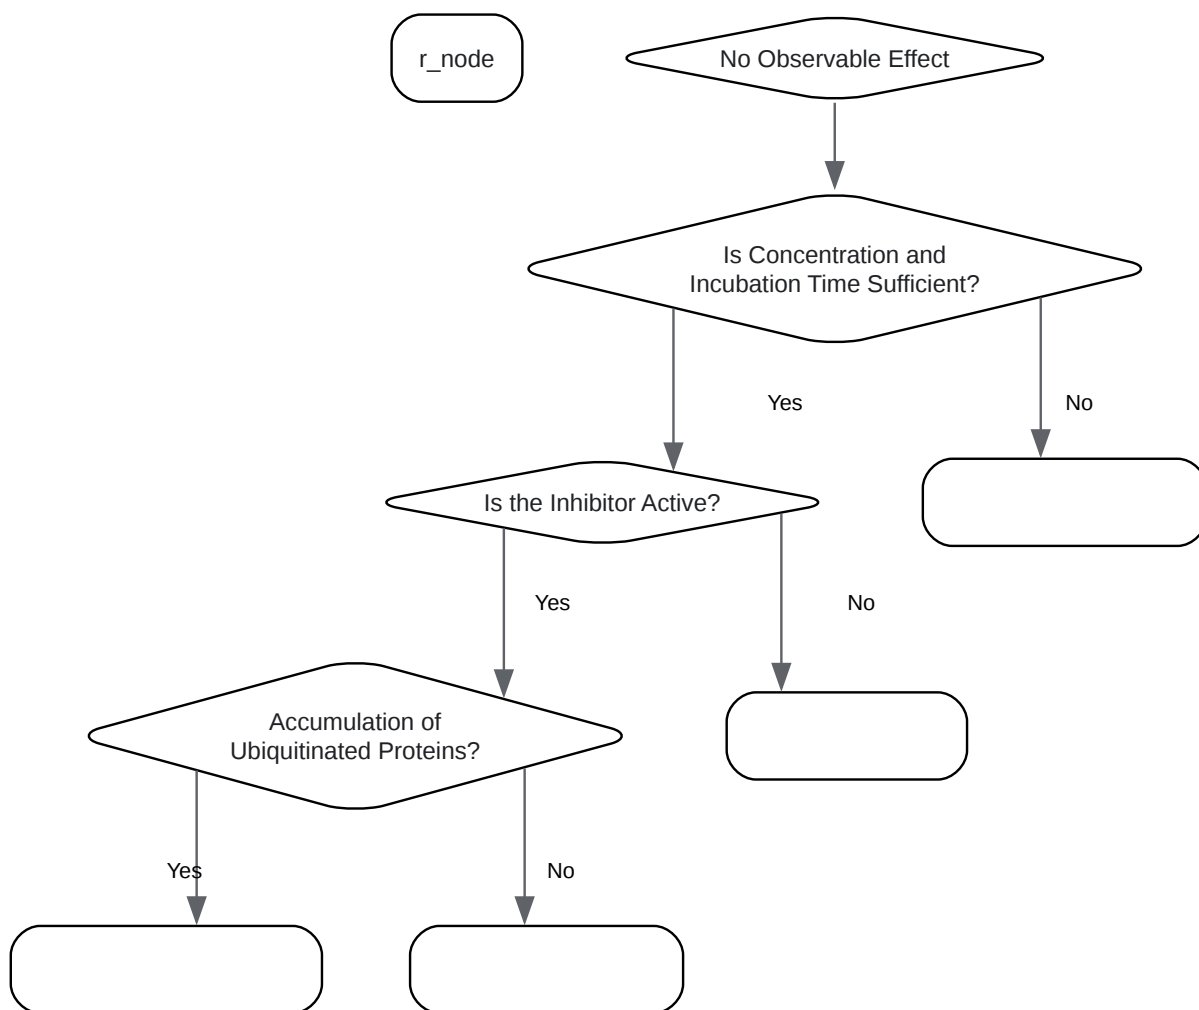 r_node
No Observable Effect
Is Concentration and
Incubation Time Sufficient?
Yes
No
Is the Inhibitor Active?
Yes
No
Accumulation of
Ubiquitinated Proteins?
Yes
No